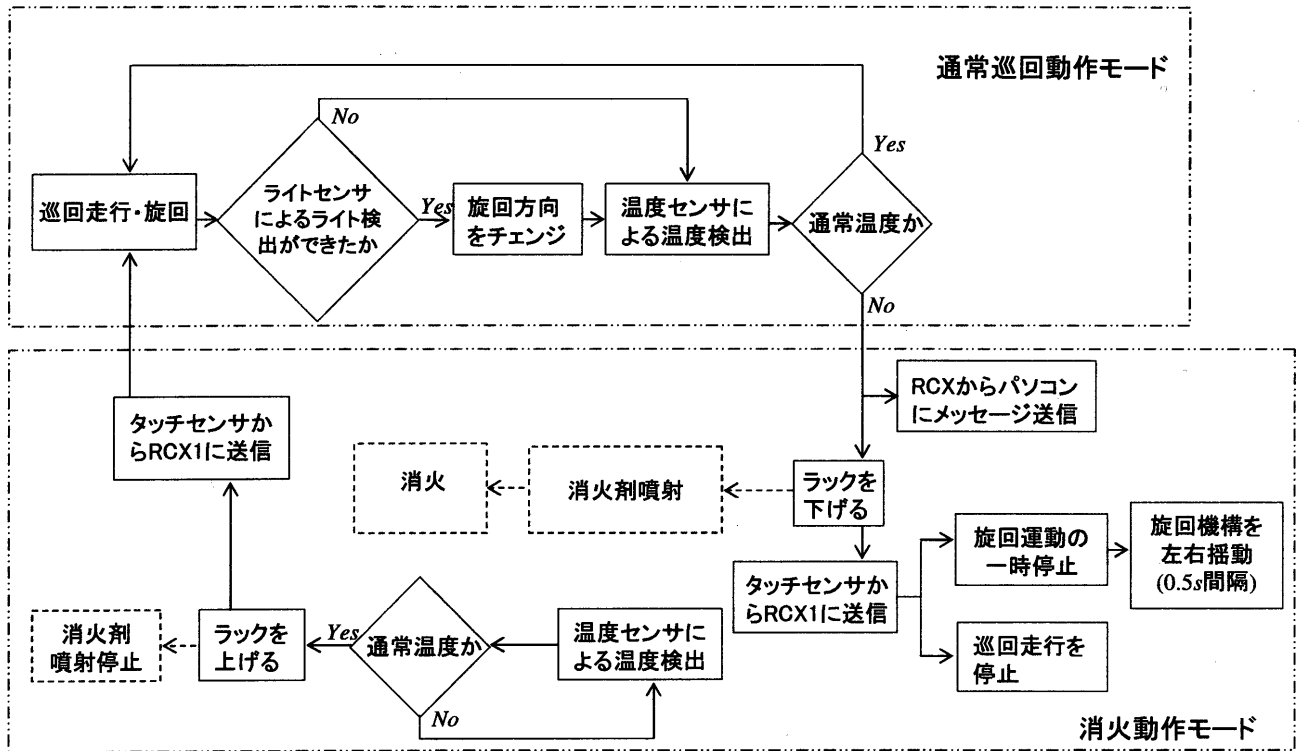 通常巡回動作モード
No
Yes
巡回走行・旋回
ライトセンサ
によるライト検
出ができたか
Yes
旋回方向
をチェンジ
温度センサに
よる温度検出
通常温度か
No
RCXからパソコン
にメッセージ送信
タッチセンサか
らRCX1に送信
消火
消火剤噴射
ラックを
下げる
旋回運動の
一時停止
旋回機構を
左右揺動
(0.5s間隔)
タッチセンサか
らRCX1に送信
消火剤
噴射停止
ラックを
上げる
Yes
通常温度か
温度センサに
よる温度検出
巡回走行を
停止
No
消火動作モード